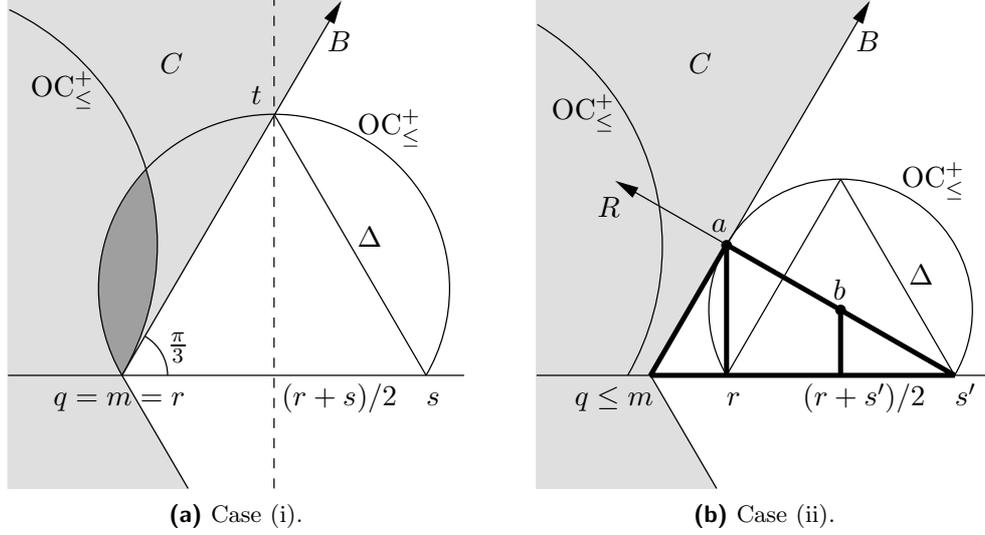 B
B
C
C
OC⁺≤
OC⁺≤
t
OC⁺≤
OC⁺≤
R
a
Δ
Δ
b
π/3
q = m = r
(r + s)/2
s
q ≤ m
r
(r + s′)/2
s′
(a) Case (i).
(b) Case (ii).